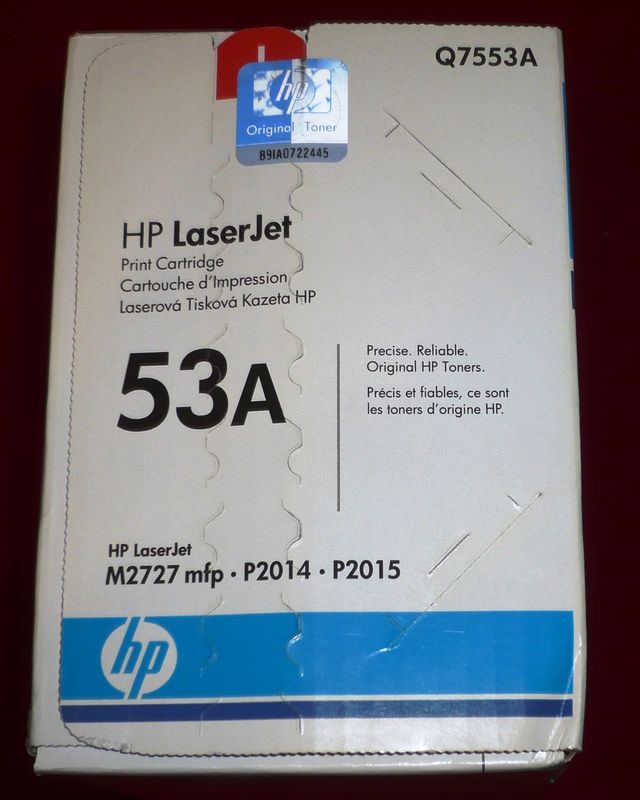 Q7553A
hp
Original Toner
B9IA0722445
HP LaserJet
Print Cartridge
Cartouche d'Impression
Laserová Tisková Kazeta HP
53A
Precise. Reliable.
Original HP Toners.
Précis et fiables, ce sont
les toners d'origine HP.
HP LaserJet
M2727 mfp • P2014 • P2015
hp